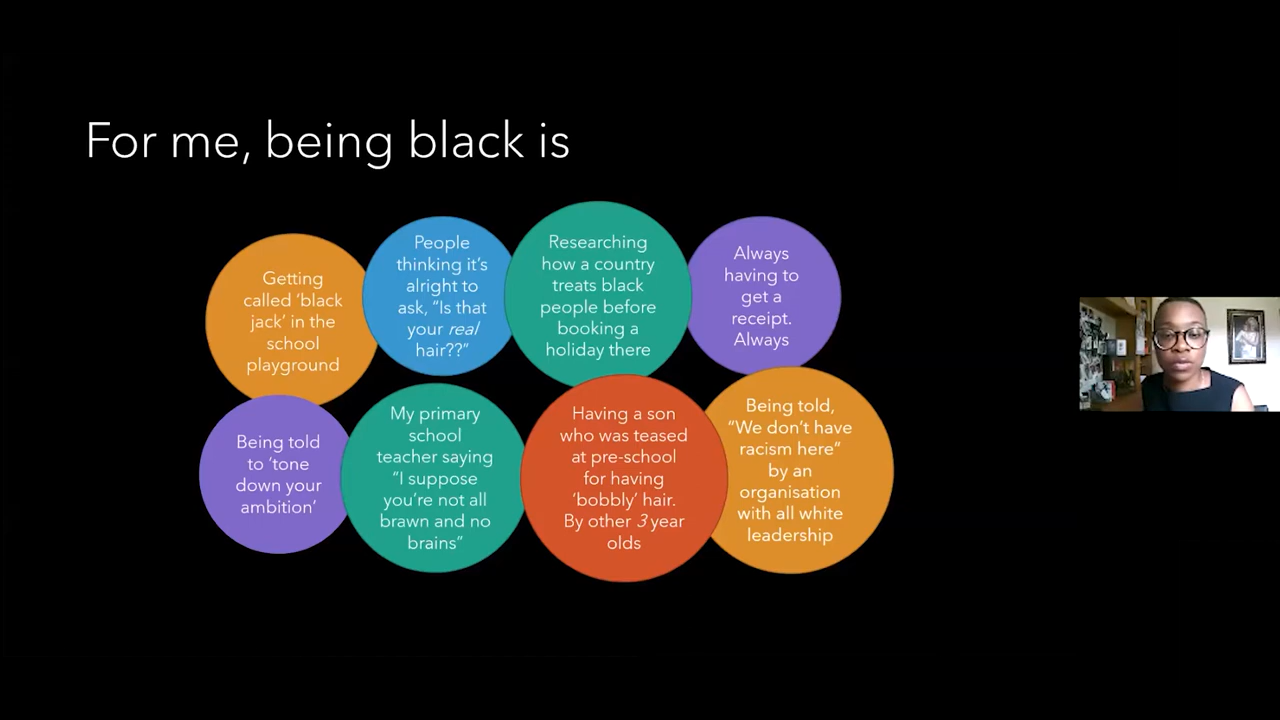 For me, being black is
Getting
called ‘black
jack’ in the
school
playground
People
thinking it’s
alright to
ask, “Is that
your real
hair??”
Researching
how a country
treats black
people before
booking a
holiday there
Always
having to
get a
receipt.
Always
Being told
to ‘tone
down your
ambition’
My primary
school
teacher saying
“I suppose
you’re not all
brawn and no
brains”
Having a son
who was teased
at pre-school
for having
‘bobbly’ hair.
By other 3 year
olds
Being told,
“We don’t have
racism here”
by an
organisation
with all white
leadership